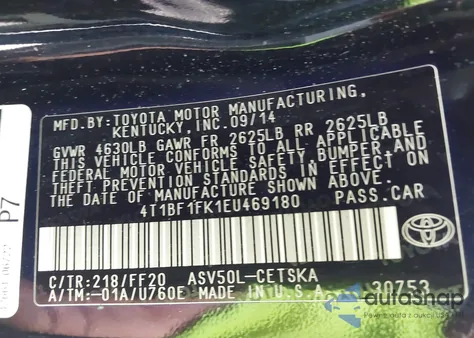 MFD.BY:TOYOTA MOTOR MANUFACTURING,
KENTUCKY, INC.09/14
GVWR 4630LB GAWR FR 2625LB RR 2625LB
THIS VEHICLE CONFORMS TO ALL APPLICABLE
FEDERAL MOTOR VEHICLE SAFETY, BUMPER, AND
THEFT PREVENTION STANDARDS IN EFFECT ON
THE DATE OF MANUFACTURE SHOWN ABOVE.
4T1BF1FK1EU469180 PASS.CAR
C/TR:218/FF20 ASV50L-CETSKA
A/TM:-01A/U760E MADE IN U.S.A. 30753
TOYOTA
P7
autoSnap